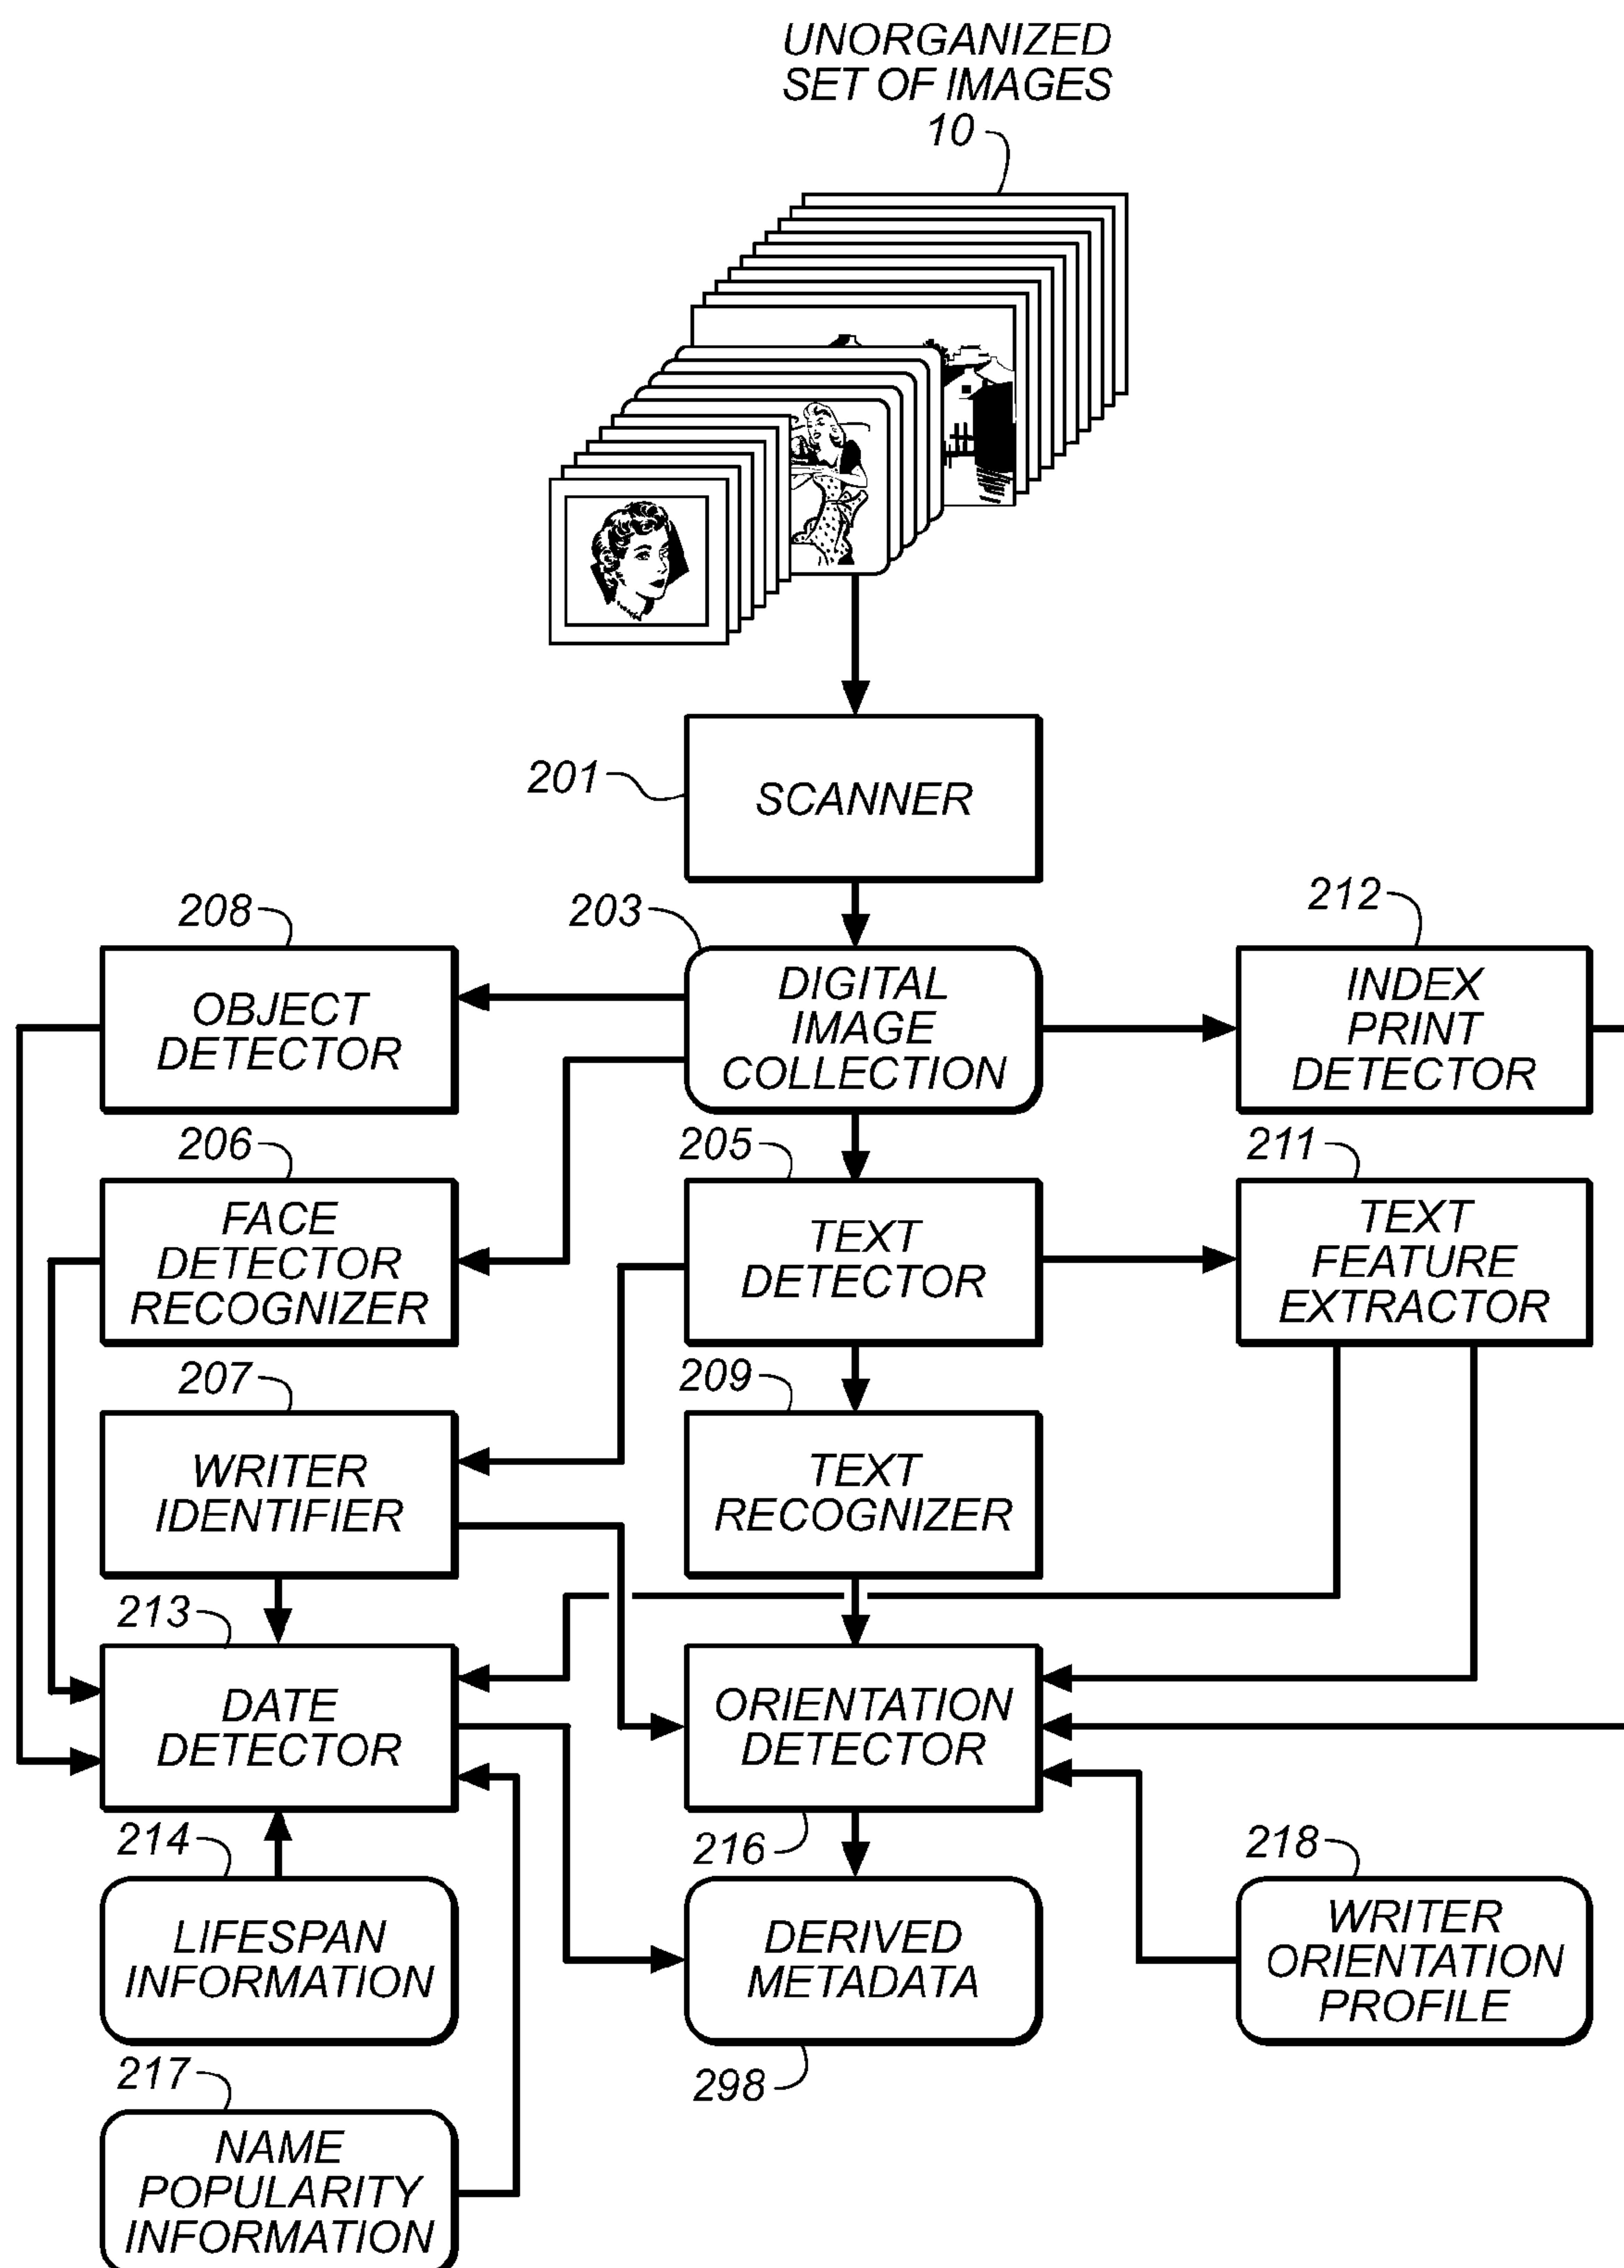 UNORGANIZED
SET OF IMAGES
10
201
SCANNER
208
203
212
OBJECT
DETECTOR
DIGITAL
IMAGE
COLLECTION
INDEX
PRINT
DETECTOR
206
205
211
FACE
DETECTOR
RECOGNIZER
TEXT
DETECTOR
TEXT
FEATURE
EXTRACTOR
207
209
WRITER
IDENTIFIER
TEXT
RECOGNIZER
213
DATE
DETECTOR
ORIENTATION
DETECTOR
214
216
218
LIFESPAN
INFORMATION
DERIVED
METADATA
WRITER
ORIENTATION
PROFILE
217
298
NAME
POPULARITY
INFORMATION